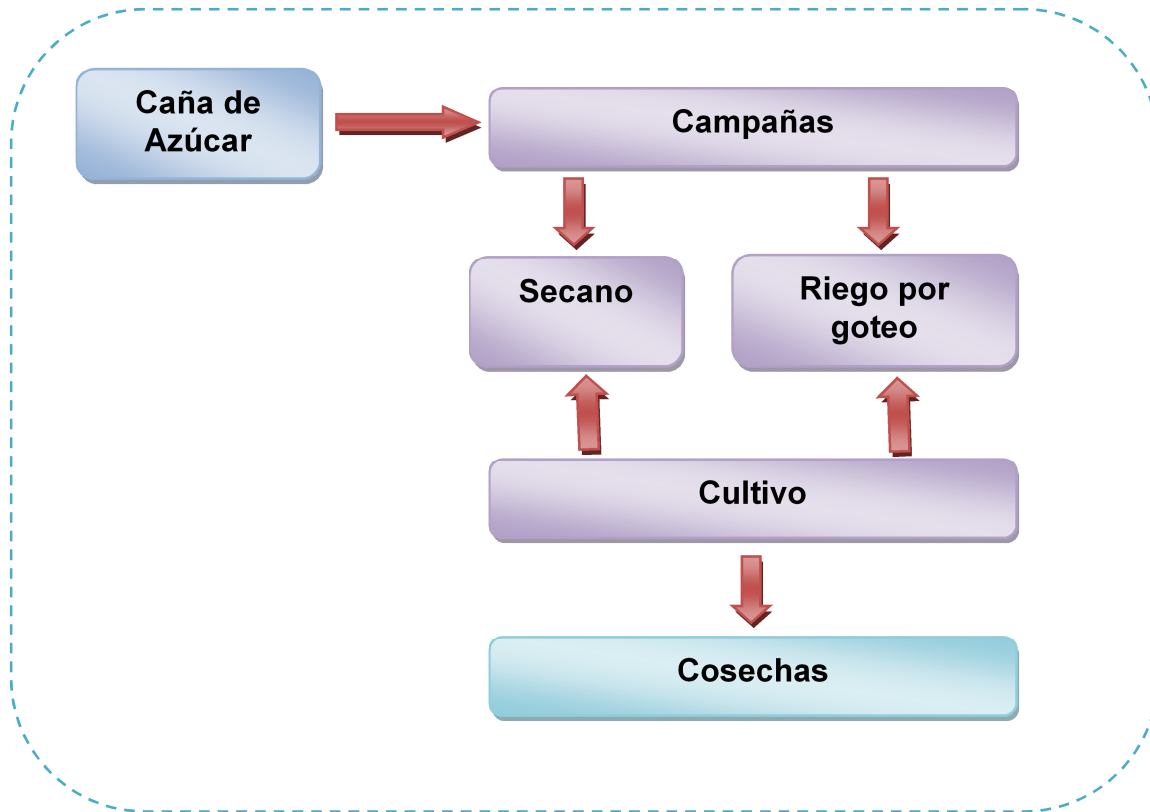 Caña de
Azúcar
Campañas
Secano
Riego por
goteo
Cultivo
Cosechas